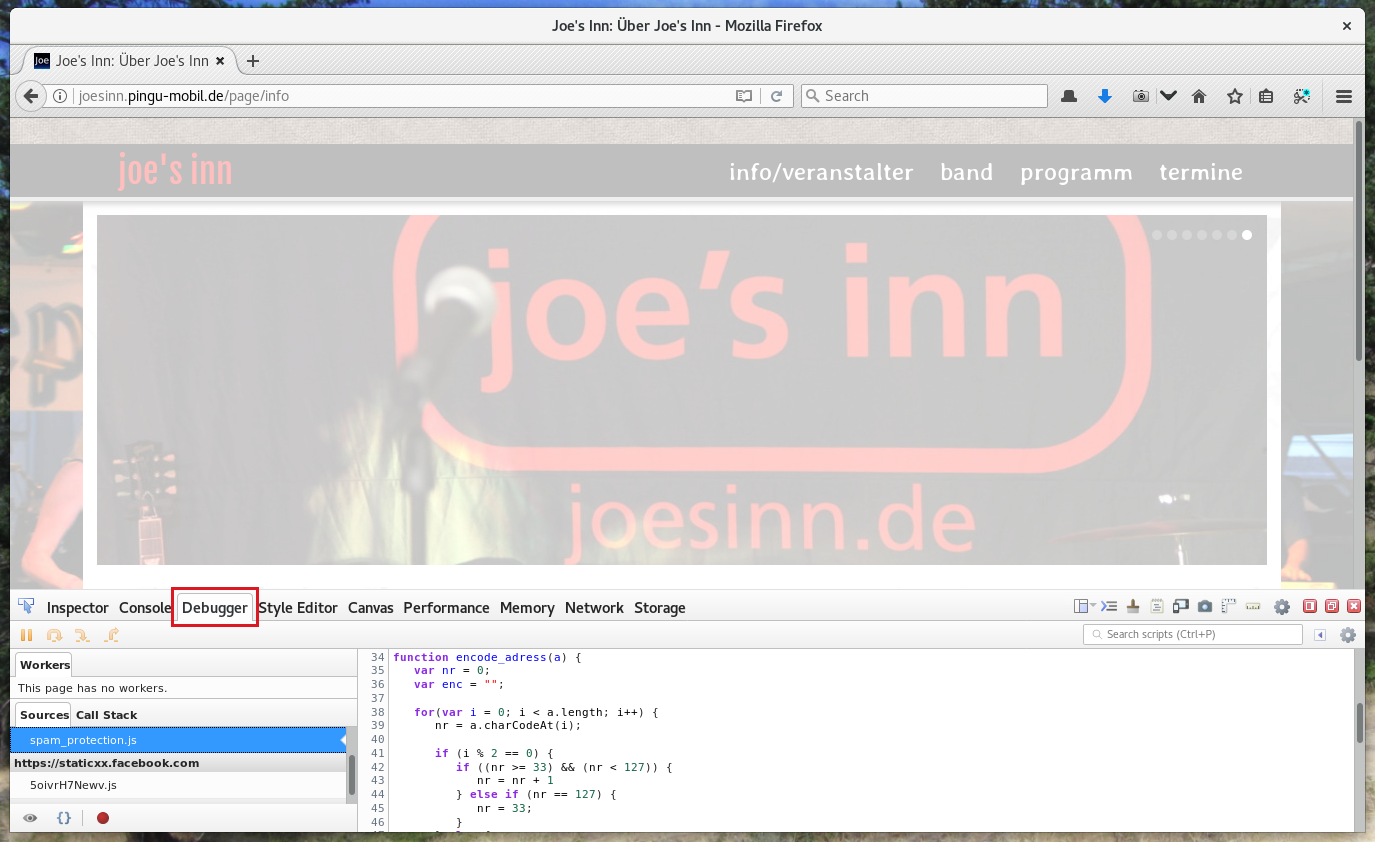 Joe's Inn: Über Joe's Inn - Mozilla Firefox
Joe Joe's Inn: Über Joe's Inn
joesinn.pingu-mobil.de/page/info
Search
joe's inn
info/veranstalter band programm termine
joe's inn
joesinn.de
Inspector Console Debugger Style Editor Canvas Performance Memory Network Storage
Search scripts (Ctrl+P)
Workers
This page has no workers.
Sources Call Stack
spam_protection.js
https://staticxx.facebook.com
5oivrH7Newv.js
{}
34 function encode_adress(a) {
35 var nr = 0;
36 var enc = "";
37
38 for(var i = 0; i < a.length; i++) {
39 nr = a.charCodeAt(i);
40
41 if (i % 2 == 0) {
42 if ((nr >= 33) && (nr < 127)) {
43 nr = nr + 1
44 } else if (nr == 127) {
45 nr = 33;
46 }